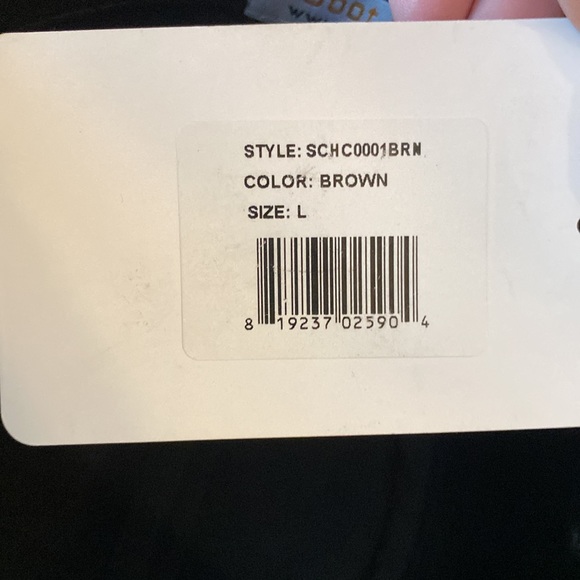 STYLE: SCHC0001BRN
COLOR: BROWN
SIZE: L
8 19237 02590 4